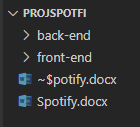 PROJSPOTFI
back-end
front-end
~$potify.docx
Spotify.docx